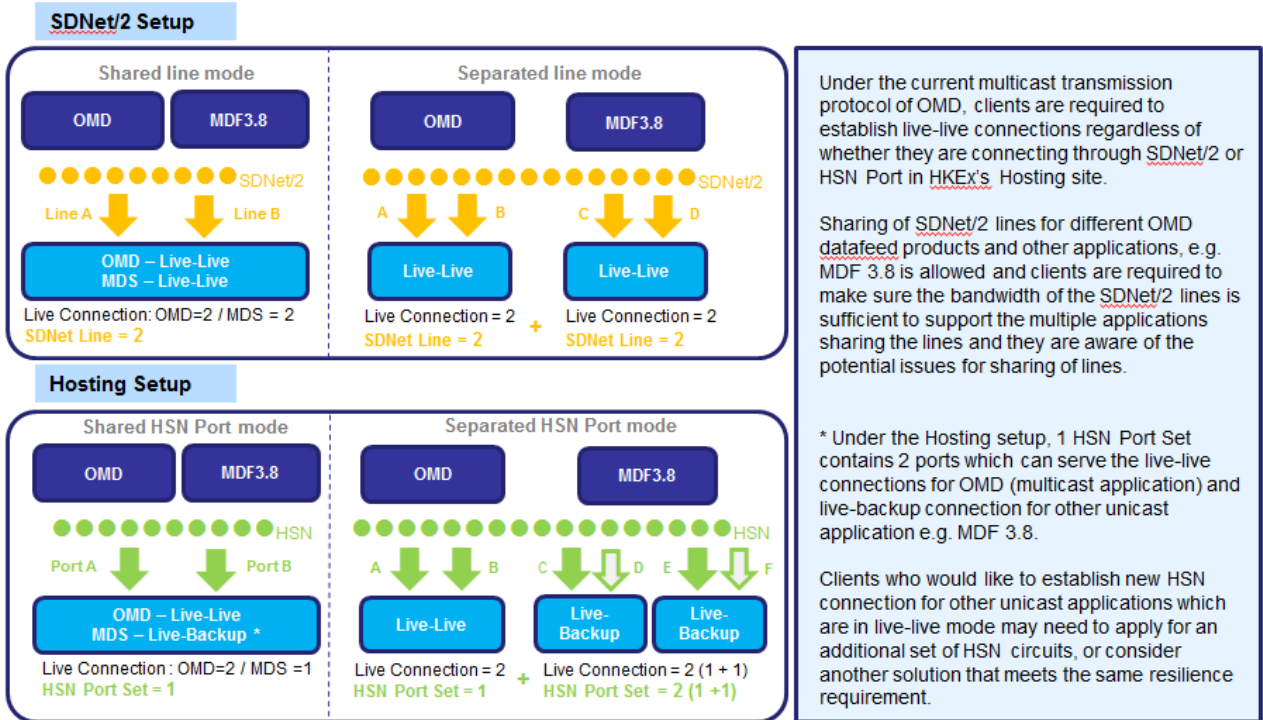 SDNet/2 Setup
Shared line mode
OMD
MDF3.8
SDNet/2
Line A
Line B
OMD – Live-Live
MDS – Live-Live
Live Connection: OMD=2 / MDS = 2
SDNet Line = 2
Separated line mode
OMD
MDF3.8
SDNet/2
A
B
C
D
Live-Live
Live-Live
Live Connection = 2
SDNet Line = 2
+
Live Connection = 2
SDNet Line = 2
Hosting Setup
Shared HSN Port mode
OMD
MDF3.8
HSN
Port A
Port B
OMD – Live-Live
MDS – Live-Backup *
Live Connection : OMD=2 / MDS =1
HSN Port Set = 1
Separated HSN Port mode
OMD
MDF3.8
HSN
A
B
C
D
E
F
Live-Live
Live-
Backup
Live-
Backup
Live Connection = 2
HSN Port Set = 1
+
Live Connection = 2 (1 + 1)
HSN Port Set = 2 (1 +1)
Under the current multicast transmission
protocol of OMD, clients are required to
establish live-live connections regardless of
whether they are connecting through SDNet/2 or
HSN Port in HKEx's Hosting site.
Sharing of SDNet/2 lines for different OMD
datafeed products and other applications, e.g.
MDF 3.8 is allowed and clients are required to
make sure the bandwidth of the SDNet/2 lines is
sufficient to support the multiple applications
sharing the lines and they are aware of the
potential issues for sharing of lines.
* Under the Hosting setup, 1 HSN Port Set
contains 2 ports which can serve the live-live
connections for OMD (multicast application) and
live-backup connection for other unicast
application e.g. MDF 3.8.
Clients who would like to establish new HSN
connection for other unicast applications which
are in live-live mode may need to apply for an
additional set of HSN circuits, or consider
another solution that meets the same resilience
requirement.